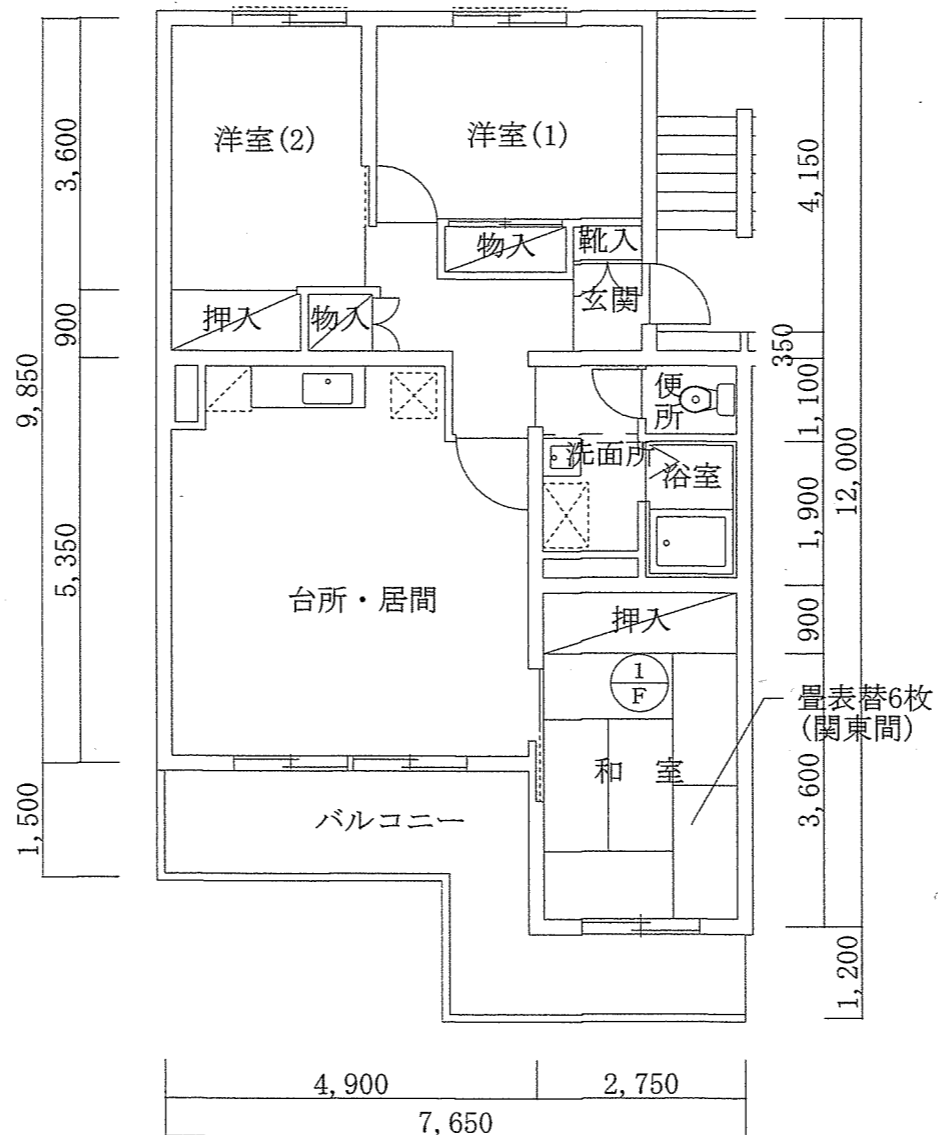 洋室(2)
洋室(1)
物入
靴入
玄関
押入
物入
便所
洗面所
浴室
台所・居間
押入
1
F
和 室
畳表替6枚
(関東間)
バルコニー
3,600
900
9,850
5,350
1,500
4,150
350
1,100
12,000
1,900
900
3,600
1,200
4,900
2,750
7,650